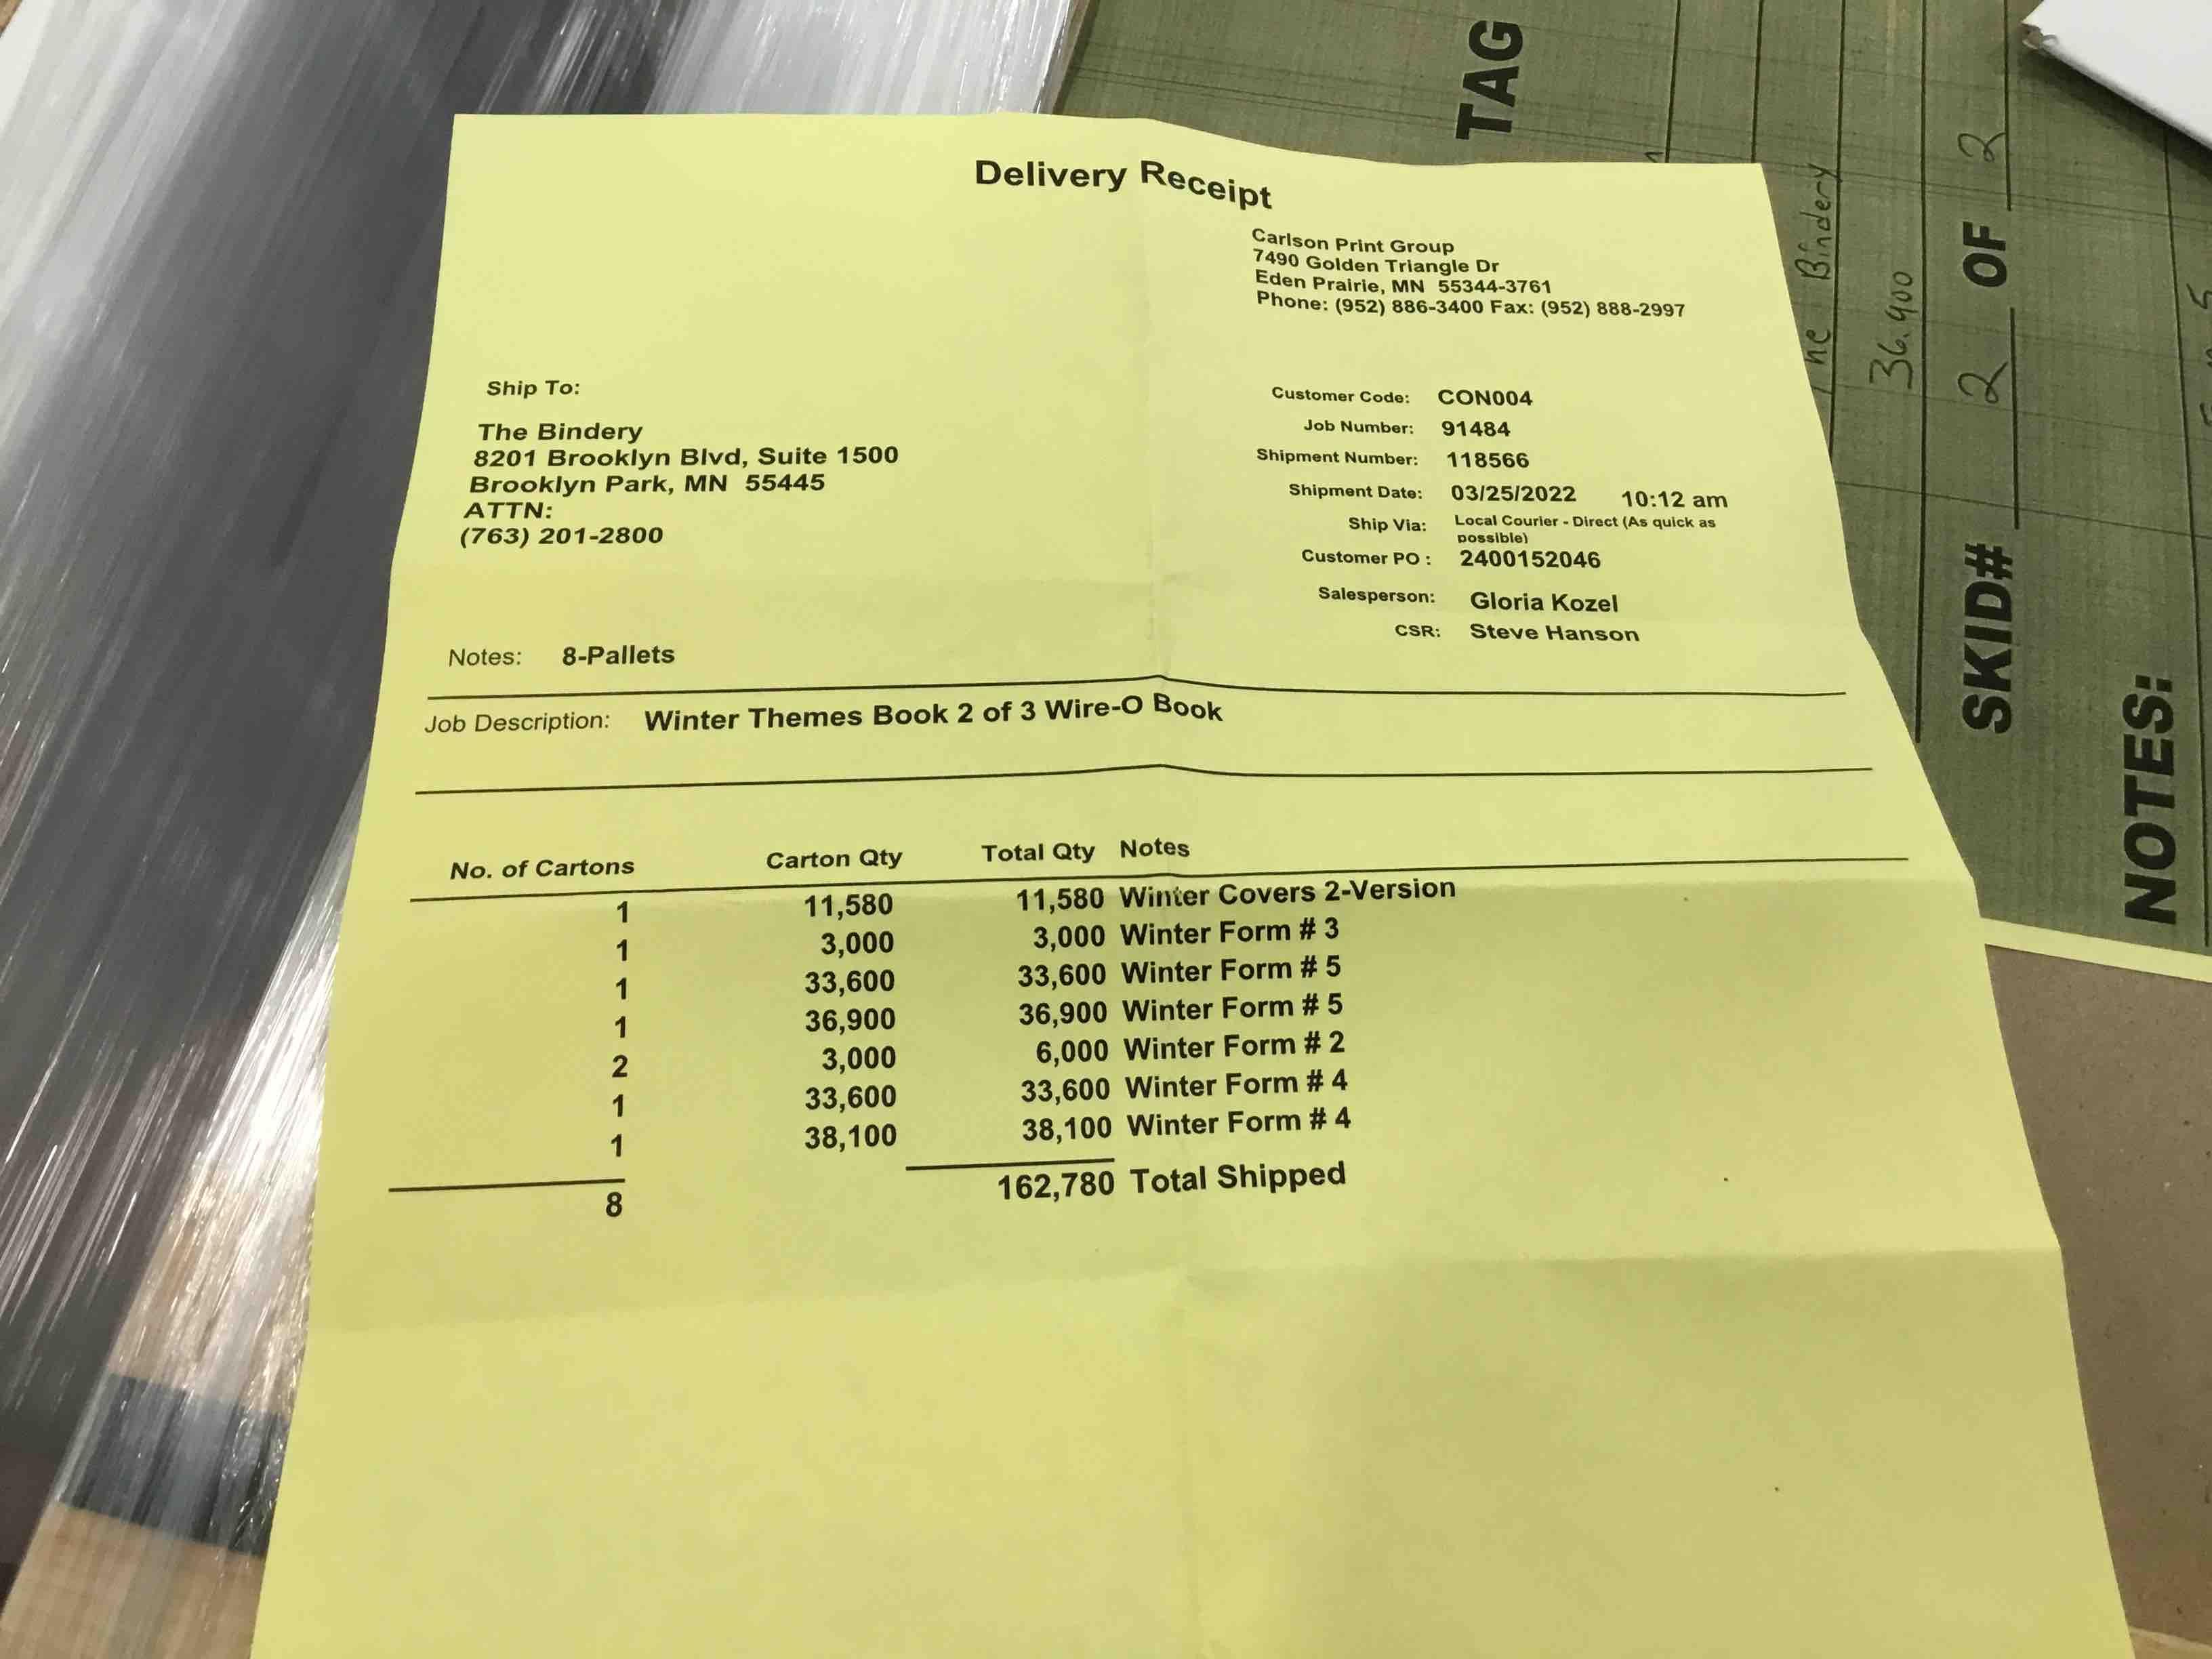 Delivery Receipt
Carlson Print Group
7490 Golden Triangle Dr
Eden Prairie, MN 55344-3761
Phone: (952) 886-3400 Fax: (952) 888-2997
Ship To:
The Bindery
8201 Brooklyn Blvd, Suite 1500
Brooklyn Park, MN 55445
ATTN:
(763) 201-2800
Customer Code: CON004
Job Number: 91484
Shipment Number: 118566
Shipment Date: 03/25/2022 10:12 am
Ship Via: Local Courier - Direct (As quick as
possible)
Customer PO : 2400152046
Salesperson: Gloria Kozel
CSR: Steve Hanson
Notes: 8-Pallets
Job Description: Winter Themes Book 2 of 3 Wire-O Book
No. of Cartons Carton Qty Total Qty Notes
1 11,580 11,580 Winter Covers 2-Version
1 3,000 3,000 Winter Form # 3
1 33,600 33,600 Winter Form # 5
1 36,900 36,900 Winter Form # 5
2 3,000 6,000 Winter Form # 2
1 33,600 33,600 Winter Form # 4
1 38,100 38,100 Winter Form # 4
8 162,780 Total Shipped
TAG
Bindery
36.900
SKID# 2 OF 2
NOTES: